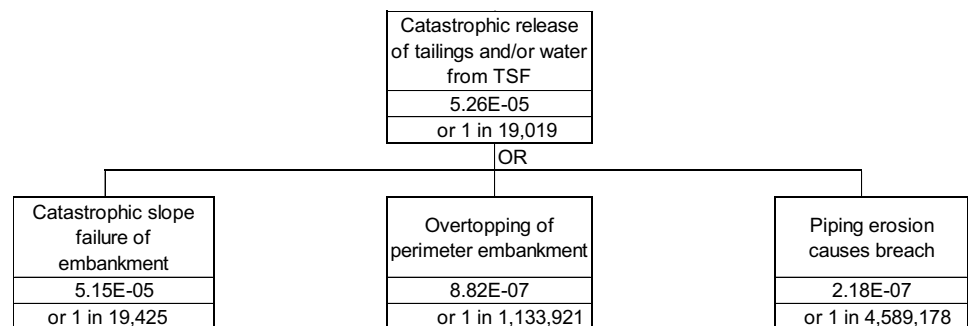 Catastrophic release
of tailings and/or water
from TSF
5.26E-05
or 1 in 19,019
OR
Catastrophic slope
failure of
embankment
5.15E-05
or 1 in 19,425
Overtopping of
perimeter embankment
8.82E-07
or 1 in 1,133,921
Piping erosion
causes breach
2.18E-07
or 1 in 4,589,178